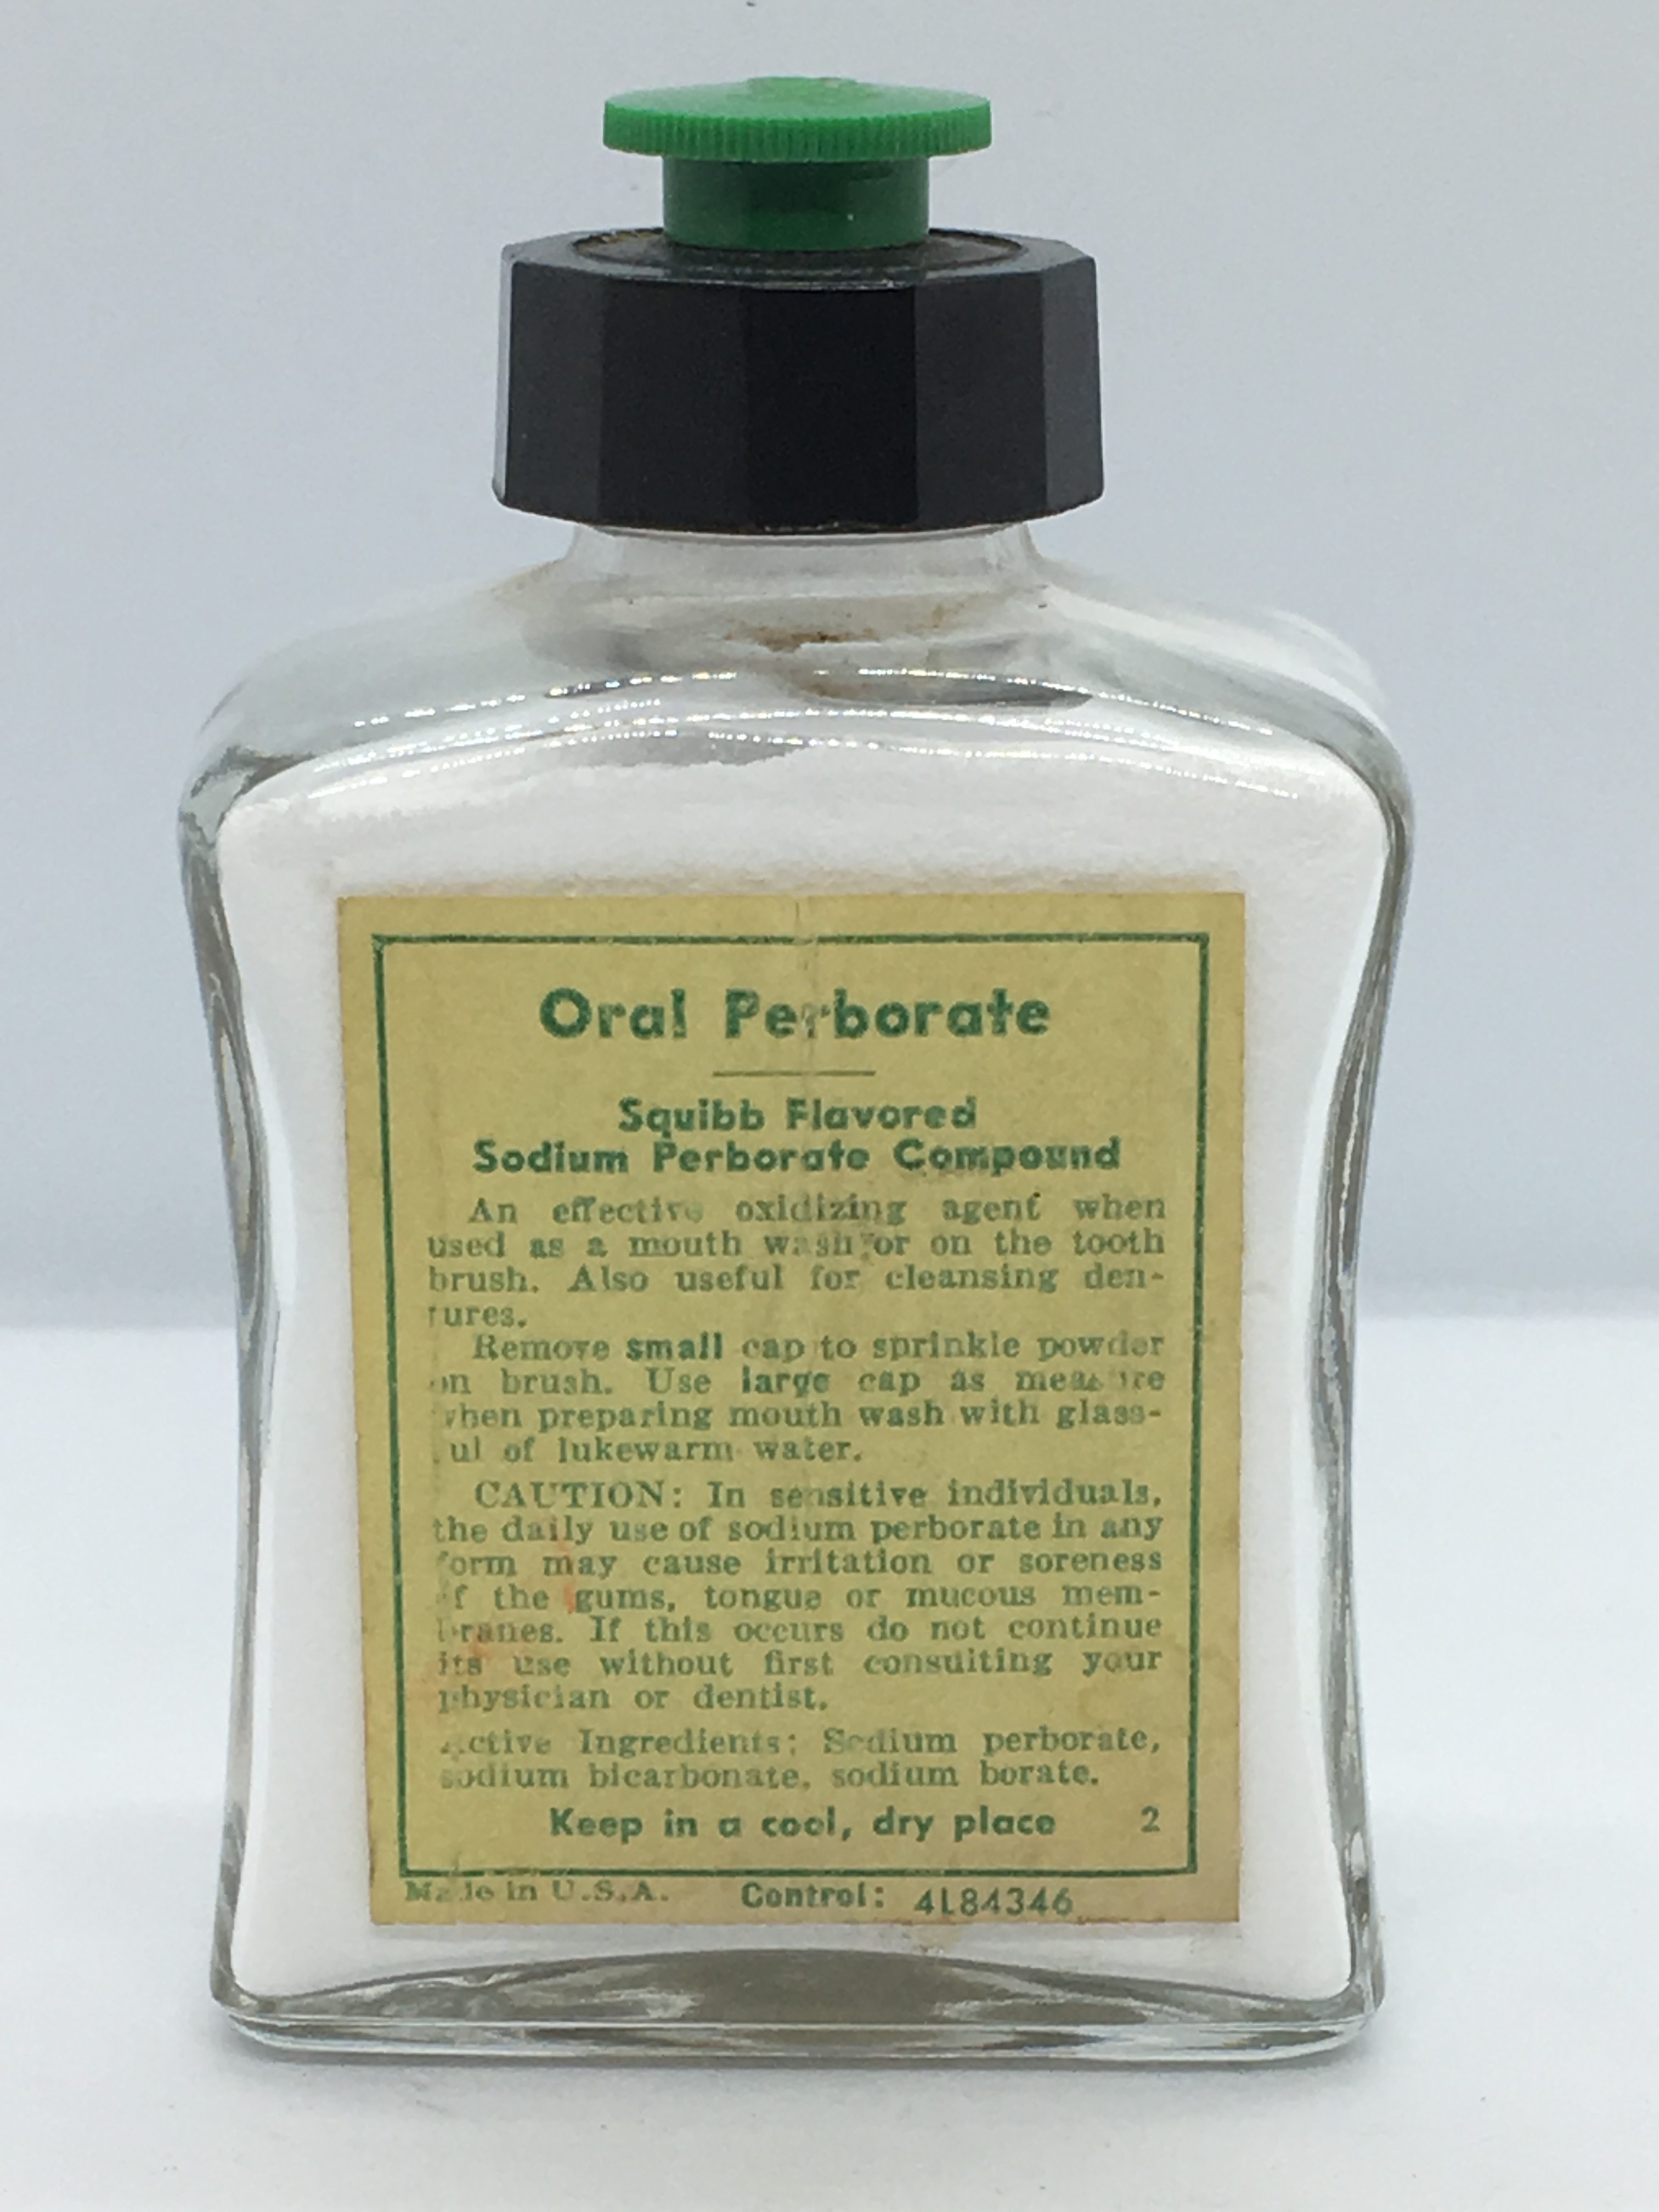 Oral Perborate
Squibb Flavored
Sodium Perborate Compound
An effective oxidizing agent when
used as a mouth wash or on the tooth
brush. Also useful for cleansing den-
tures.
Remove small cap to sprinkle powder
on brush. Use large cap as measure
when preparing mouth wash with glass-
ful of lukewarm water.
CAUTION: In sensitive individuals,
the daily use of sodium perborate in any
form may cause irritation or soreness
of the gums, tongue or mucous mem-
branes. If this occurs do not continue
its use without first consulting your
physician or dentist.
Active Ingredients: Sodium perborate,
sodium bicarbonate, sodium borate.
Keep in a cool, dry place 2
Made in U.S.A. Control: 4L84346